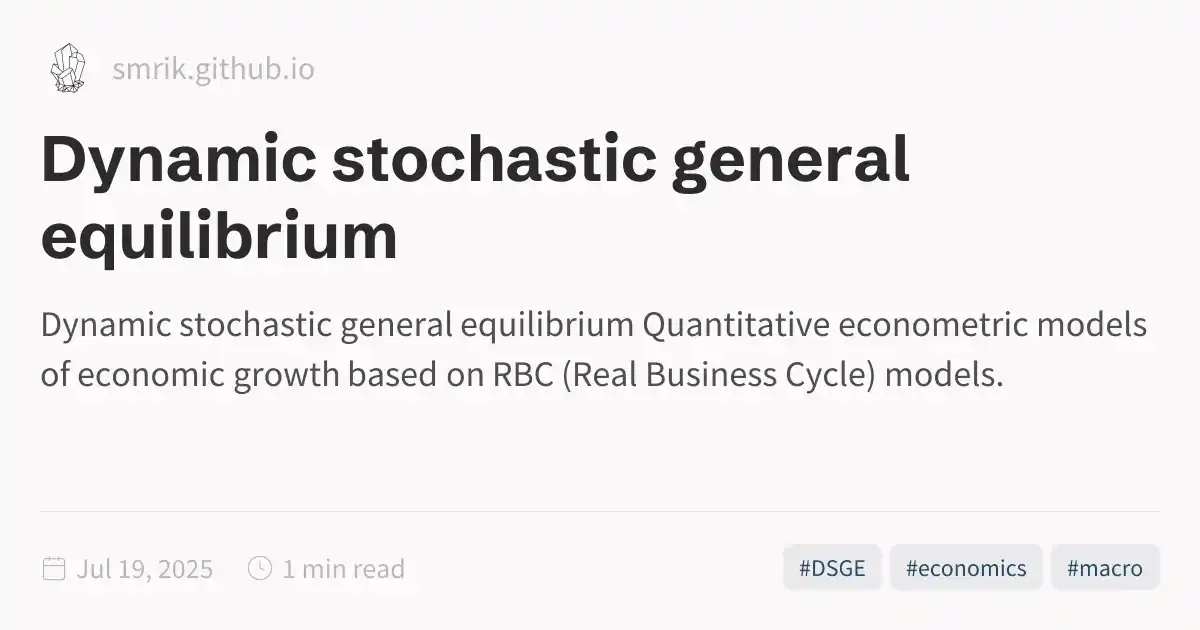 smrik.github.io
Dynamic stochastic general
equilibrium
Dynamic stochastic general equilibrium Quantitative econometric models
of economic growth based on RBC (Real Business Cycle) models.
Jul 19, 2025 1 min read #DSGE #economics #macro